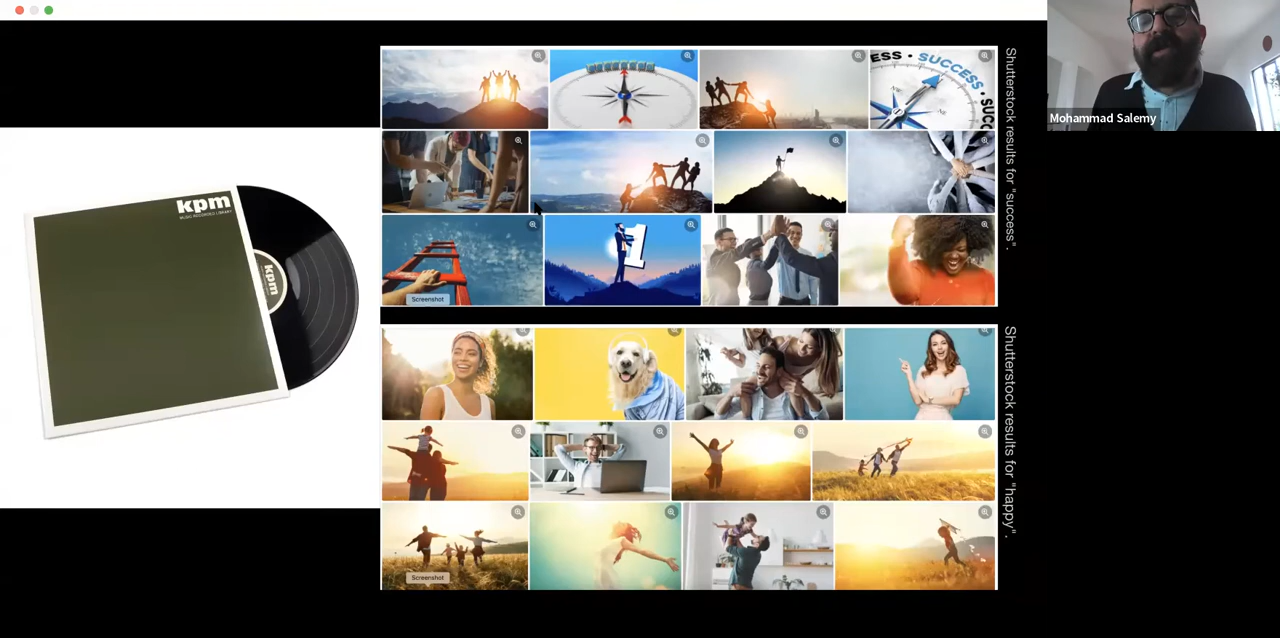 kpm
MUSIC RECORDED LIBRARY
kpm
ESS • SUCCESS • SUCC
1
Screenshot
Shutterstock results for "success".
Screenshot
Shutterstock results for "happy".
Mohammad Salemy